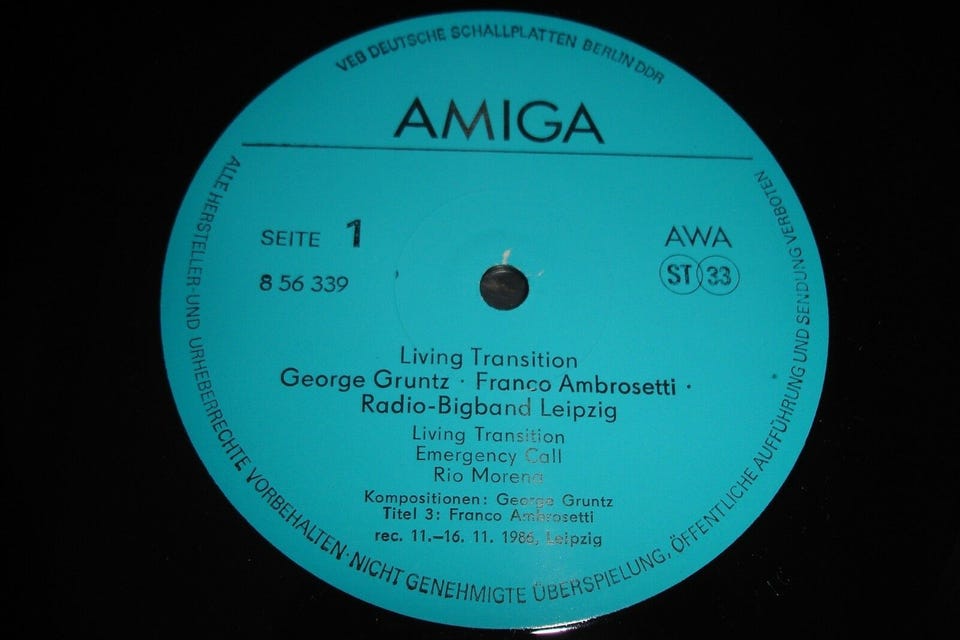 VEB DEUTSCHE SCHALLPLATTEN BERLIN DDR
AMIGA
SEITE 1
AWA
8 56 339
ST 33
Living Transition
George Gruntz · Franco Ambrosetti ·
Radio-Bigband Leipzig
Living Transition
Emergency Call
Rio Morena
Kompositionen: George Gruntz
Titel 3: Franco Ambrosetti
rec. 11.–16. 11. 1986, Leipzig
ALLE HERSTELLER-UND URHEBERRECHTE VORBEHALTEN · NICHT GENEHMIGTE ÜBERSPIELUNG, ÖFFENTLICHE AUFFÜHRUNG UND SENDUNG VERBOTEN